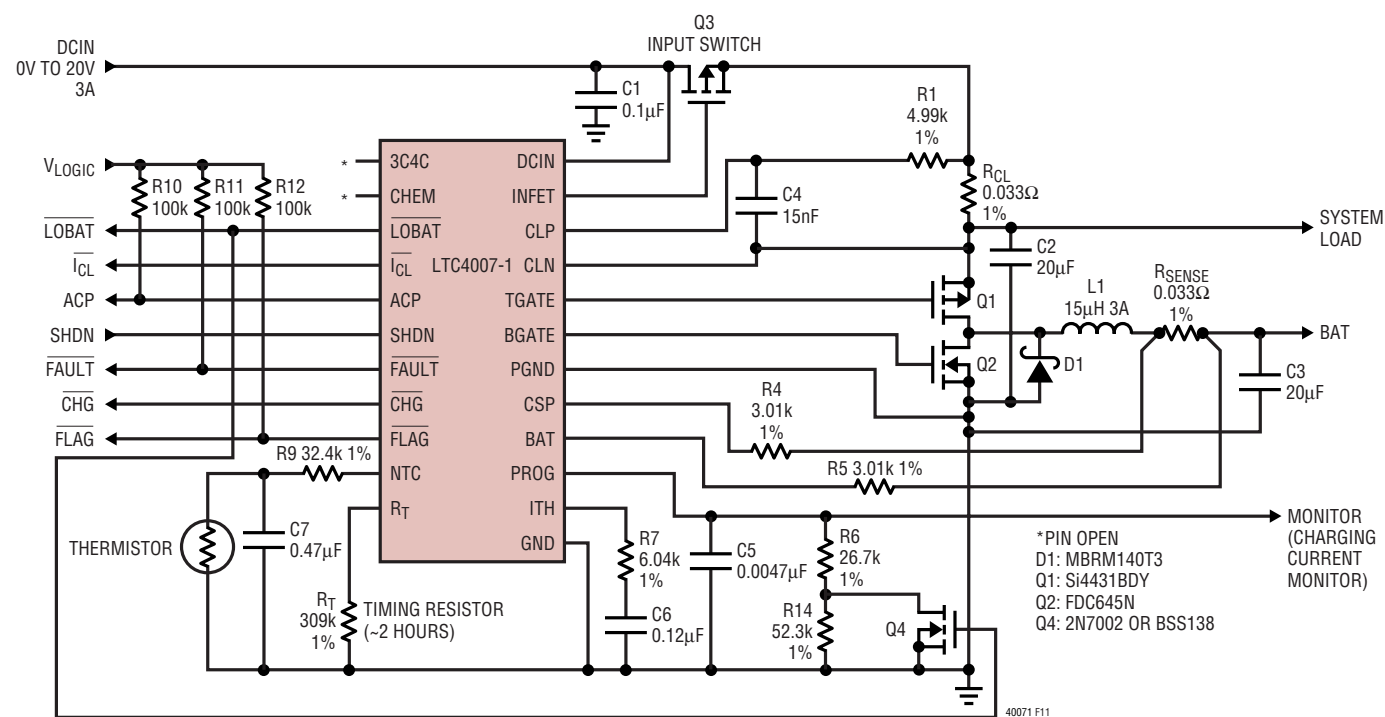 Q3
INPUT SWITCH
DCIN
0V TO 20V
3A
C1
0.1µF
R1
4.99k
1%
VLOGIC
R10
100k
R11
100k
R12
100k
*
3C4C
DCIN
*
CHEM
INFET
LOBAT
LOBAT
CLP
ICL
ICL
LTC4007-1
CLN
ACP
ACP
TGATE
SHDN
SHDN
BGATE
FAULT
FAULT
PGND
CHG
CHG
CSP
FLAG
FLAG
BAT
NTC
PROG
RT
ITH
GND
C4
15nF
RCL
0.033Ω
1%
SYSTEM
LOAD
C2
20µF
Q1
L1
15µH 3A
RSENSE
0.033Ω
1%
BAT
Q2
D1
C3
20µF
R4
3.01k
1%
R5 3.01k 1%
R9 32.4k 1%
THERMISTOR
C7
0.47µF
RT
309k
1%
TIMING RESISTOR
(~2 HOURS)
R7
6.04k
1%
C6
0.12µF
C5
0.0047µF
R6
26.7k
1%
R14
52.3k
1%
Q4
MONITOR
(CHARGING
CURRENT
MONITOR)
*PIN OPEN
D1: MBRM140T3
Q1: Si4431BDY
Q2: FDC645N
Q4: 2N7002 OR BSS138
40071 F11